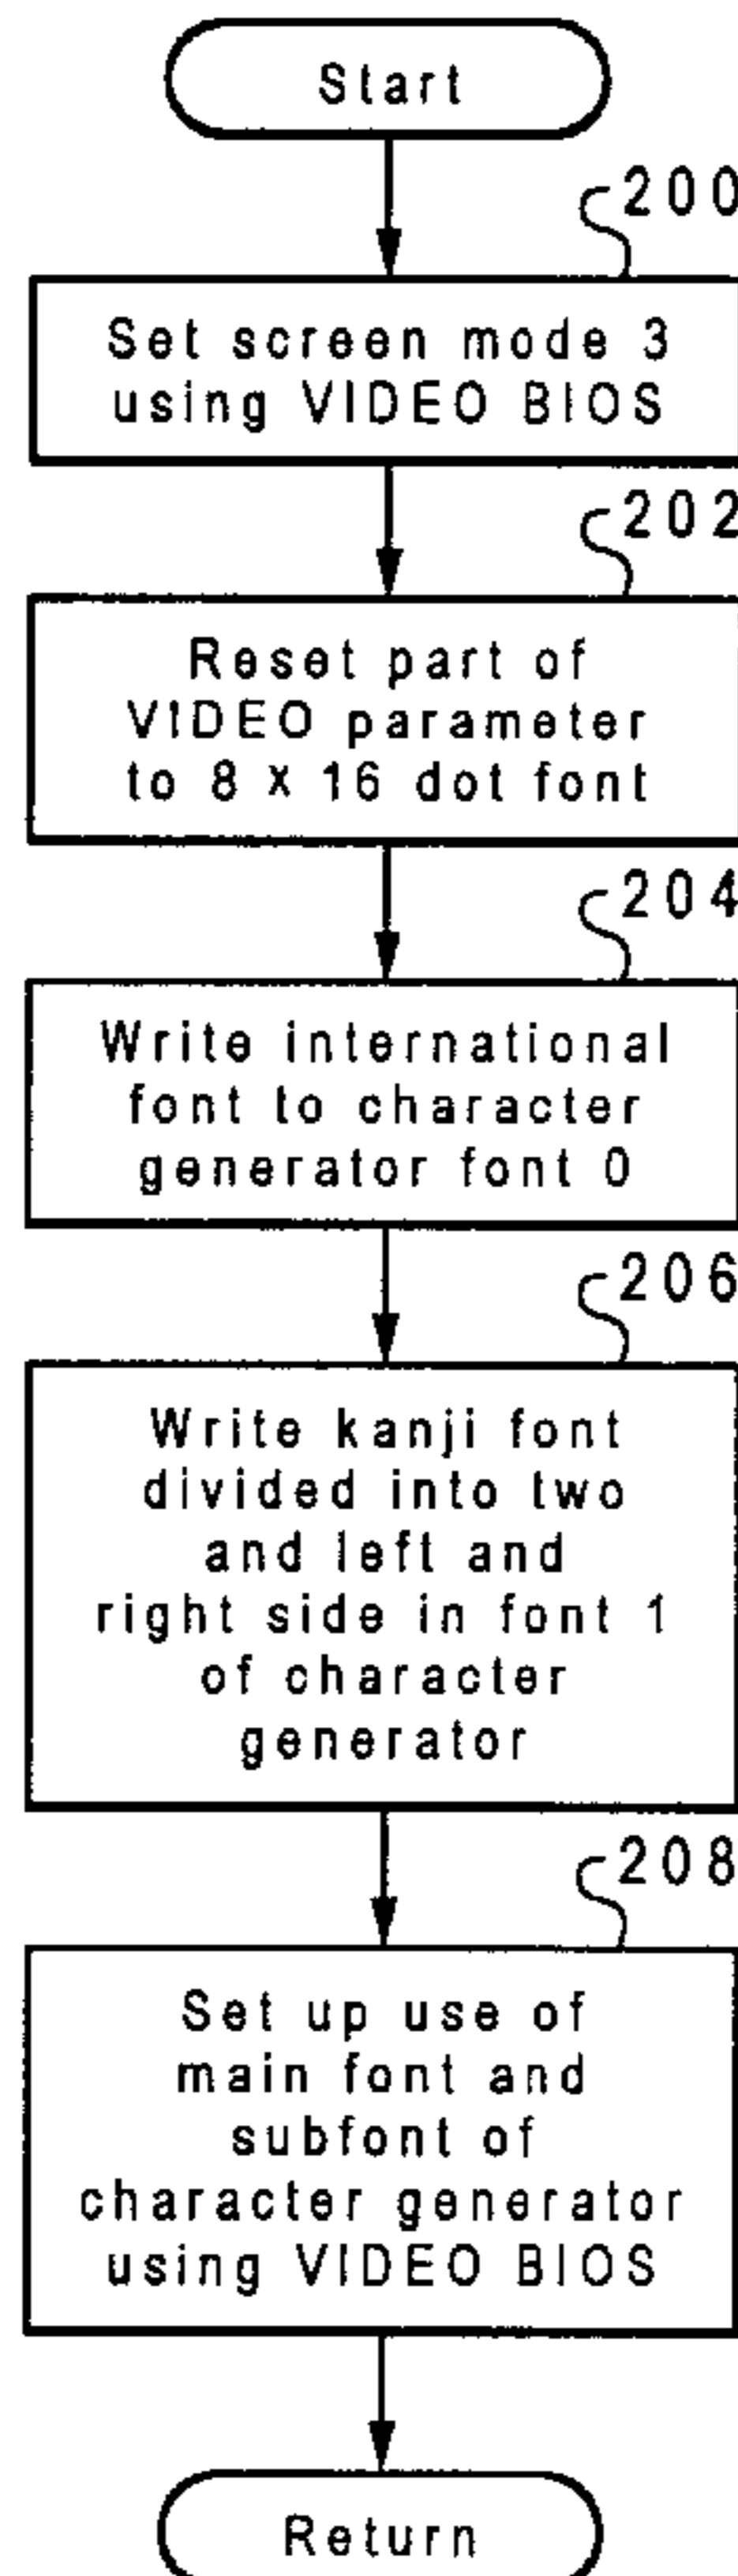 Start
200
Set screen mode 3
using VIDEO BIOS
202
Reset part of
VIDEO parameter
to 8 x 16 dot font
204
Write international
font to character
generator font 0
206
Write kanji font
divided into two
and left and
right side in font 1
of character
generator
208
Set up use of
main font and
subfont of
character generator
using VIDEO BIOS
Return